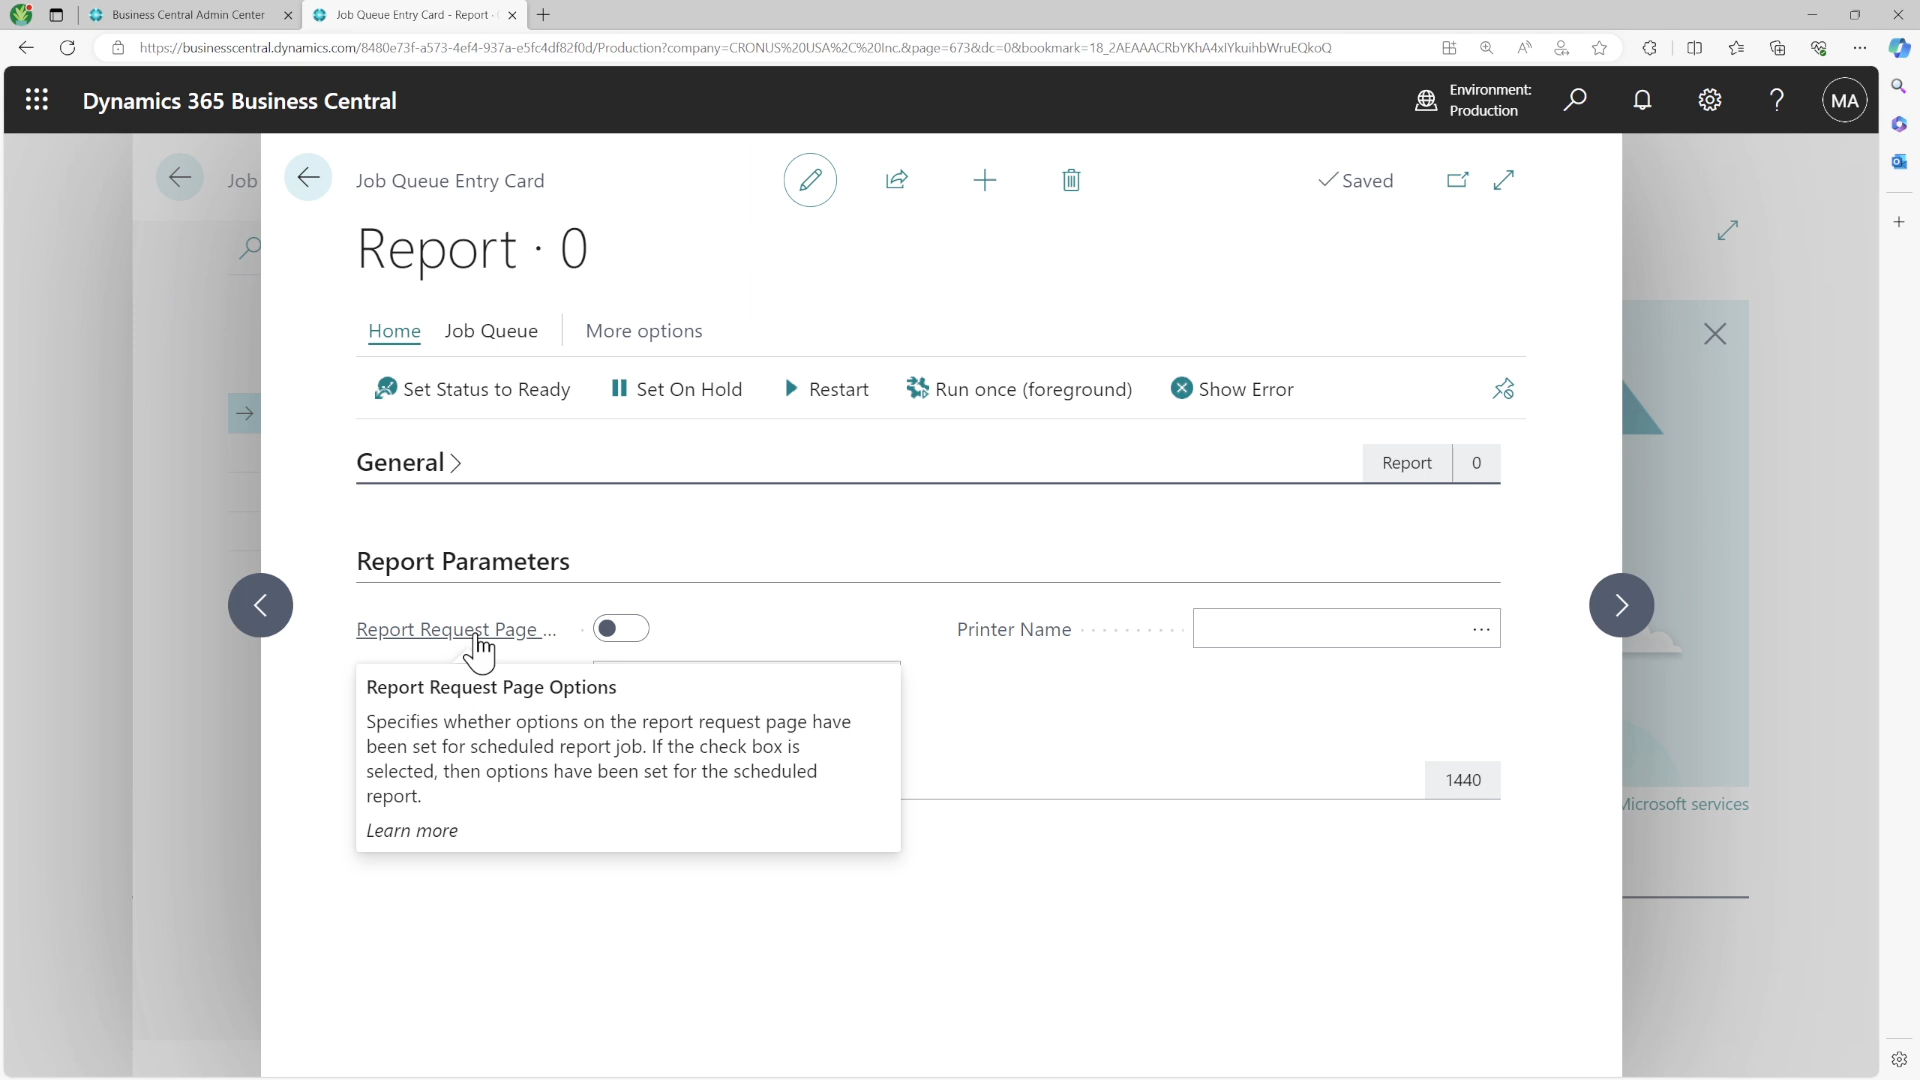 Business Central Admin Center
Job Queue Entry Card - Report ·
https://businesscentral.dynamics.com/8480e73f-a573-4ef4-937a-e5fc4df82f0d/Production?company=CRONUS%20USA%2C%20Inc.&page=673&dc=0&bookmark=18_2AEAAACRbYKhA4xIYkuihbWruEQkoQ
Dynamics 365 Business Central
Environment:
Production
MA
Job
Job Queue Entry Card
Saved
Report · 0
Home
Job Queue
More options
Set Status to Ready
Set On Hold
Restart
Run once (foreground)
Show Error
General
Report
0
Report Parameters
Report Request Page ...
Printer Name
Report Request Page Options
Specifies whether options on the report request page have
been set for scheduled report job. If the check box is
selected, then options have been set for the scheduled
report.
Learn more
1440
Microsoft services